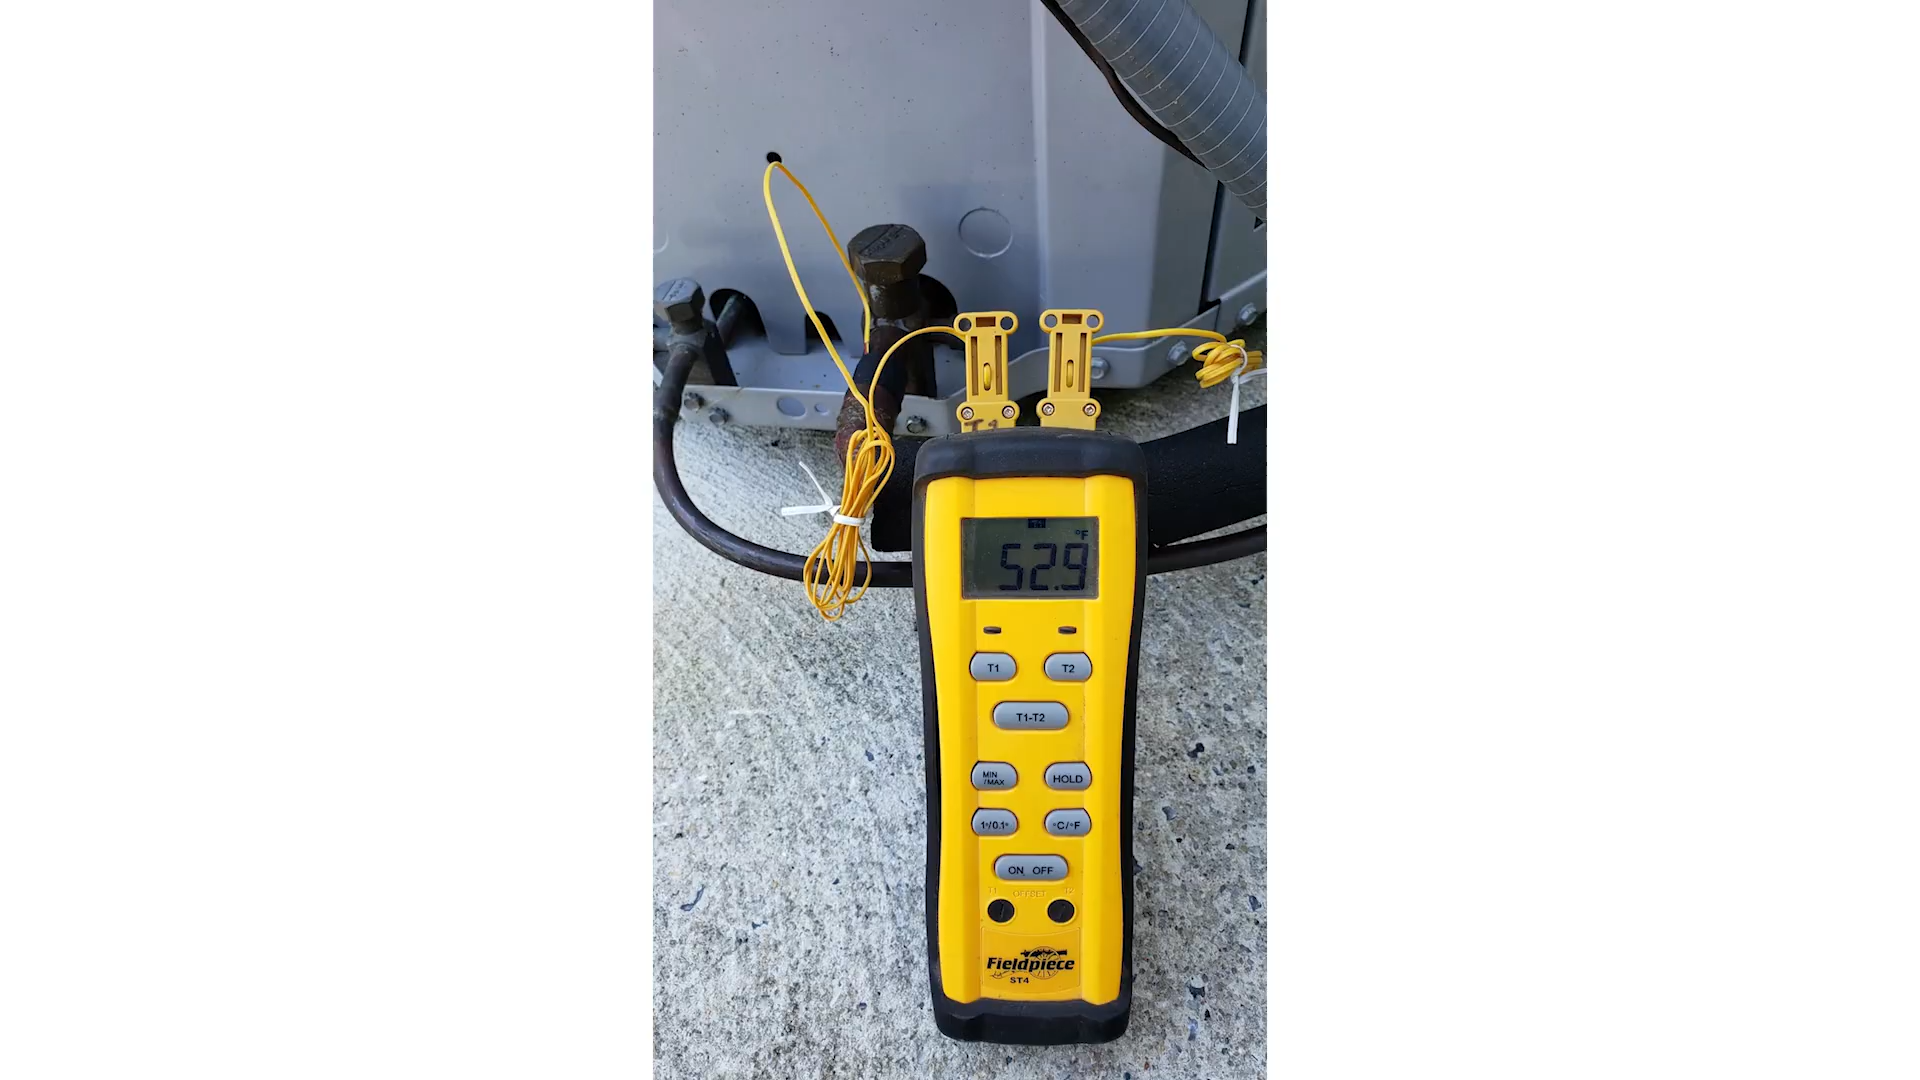 T1
T1
°F
52.9
T1 T2
T1-T2
MIN
/MAX
HOLD
1°/0.1° °C/°F
ON OFF
T1 OFFSET T2
Fieldpiece
ST4